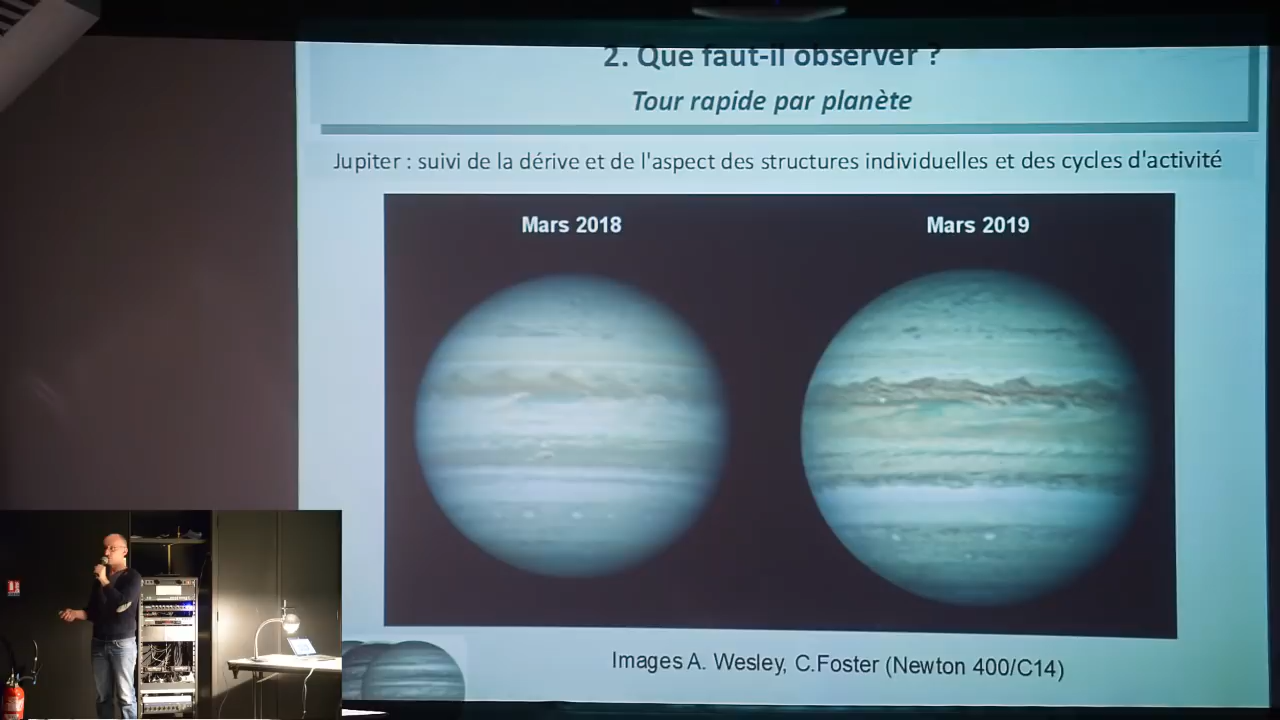 2. Que faut-il observer ?
Tour rapide par planète
Jupiter : suivi de la dérive et de l'aspect des structures individuelles et des cycles d'activité
Mars 2018
Mars 2019
Images A. Wesley, C.Foster (Newton 400/C14)